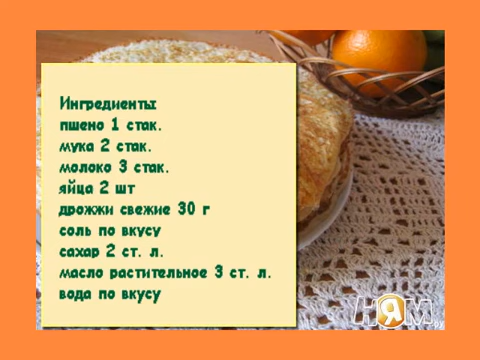 Ингредиенты:
пшено 1 стак.
мука 2 стак.
молоко 3 стак.
яйца 2 шт
дрожжи свежие 30 г
соль по вкусу
сахар 2 ст. л.
масло растительное 3 ст. л.
вода по вкусу
НЯМ.ру